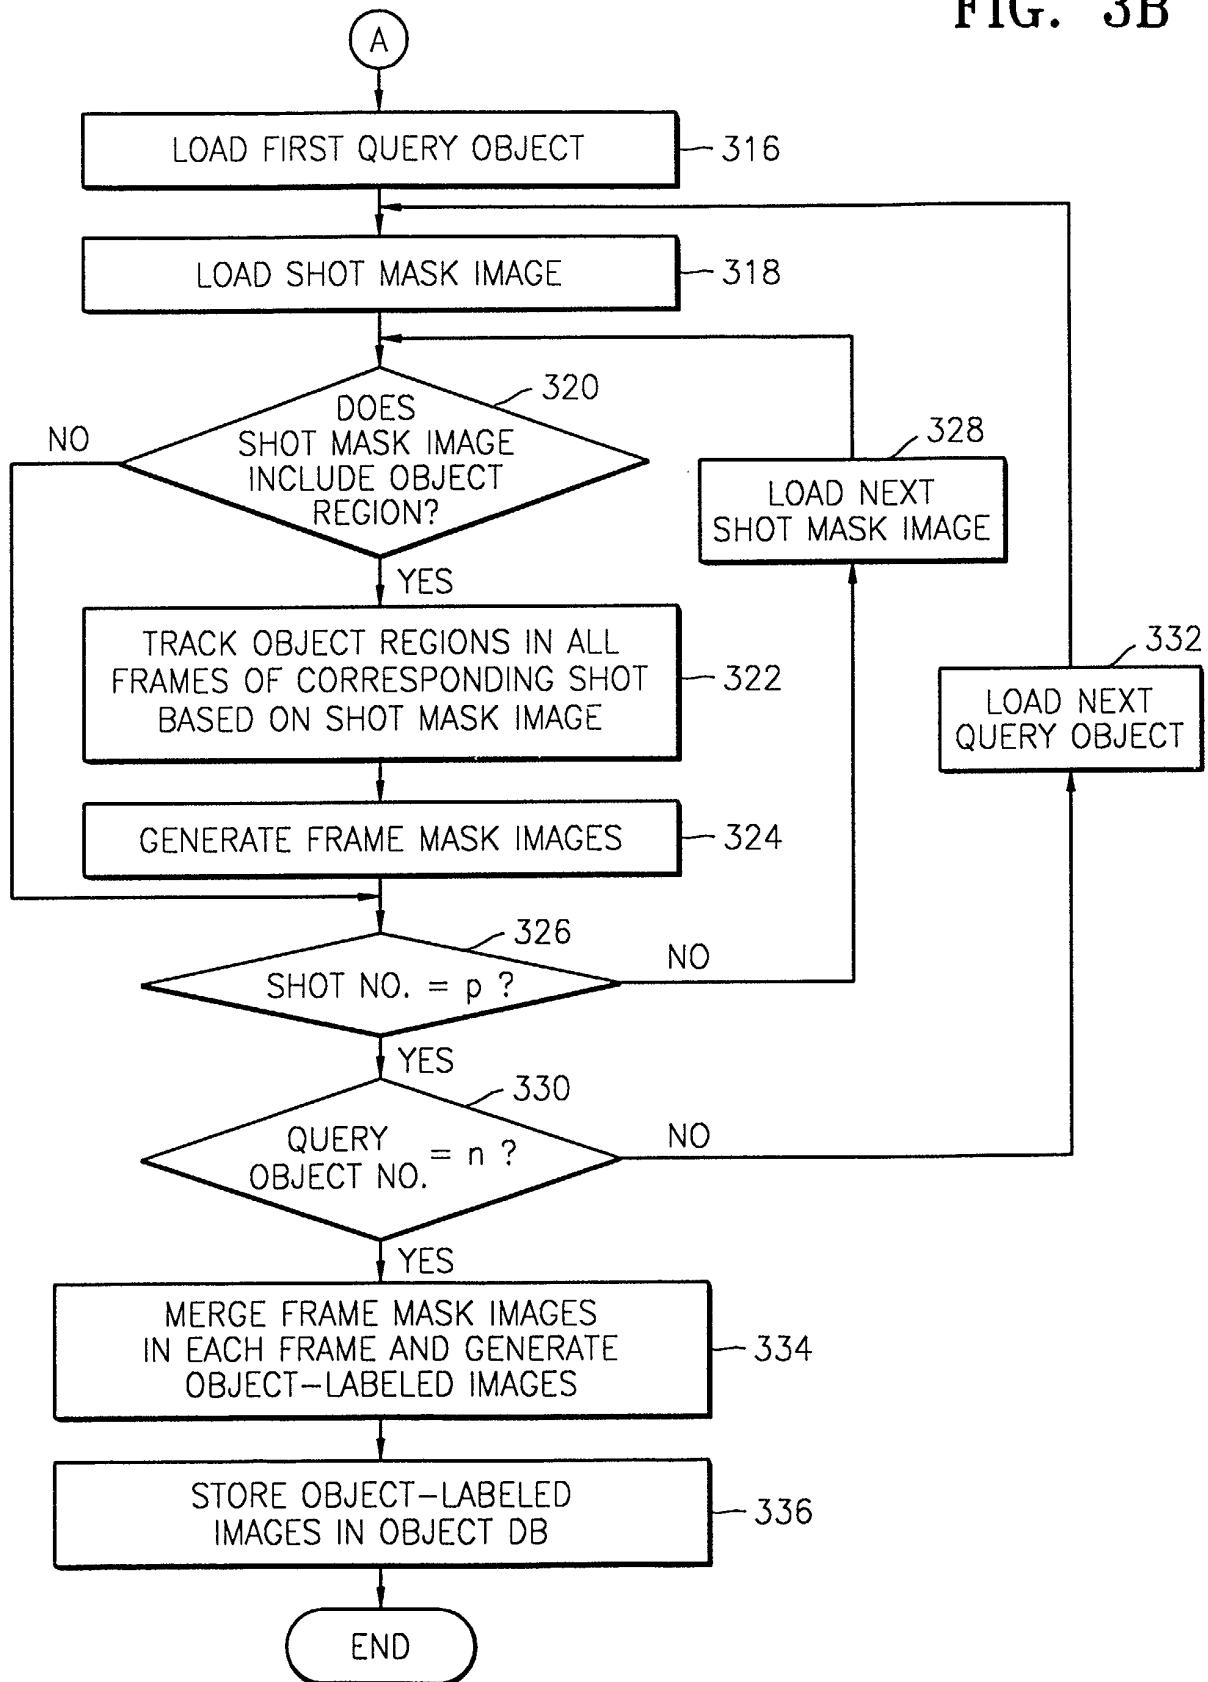 FIG. 3B
A
LOAD FIRST QUERY OBJECT
316
LOAD SHOT MASK IMAGE
318
320
DOES
SHOT MASK IMAGE
INCLUDE OBJECT
REGION?
NO
328
LOAD NEXT
SHOT MASK IMAGE
YES
TRACK OBJECT REGIONS IN ALL
FRAMES OF CORRESPONDING SHOT
BASED ON SHOT MASK IMAGE
322
332
LOAD NEXT
QUERY OBJECT
GENERATE FRAME MASK IMAGES
324
326
SHOT NO. = p ?
NO
YES
330
QUERY
OBJECT NO. = n ?
NO
YES
MERGE FRAME MASK IMAGES
IN EACH FRAME AND GENERATE
OBJECT-LABELED IMAGES
334
STORE OBJECT-LABELED
IMAGES IN OBJECT DB
336
END